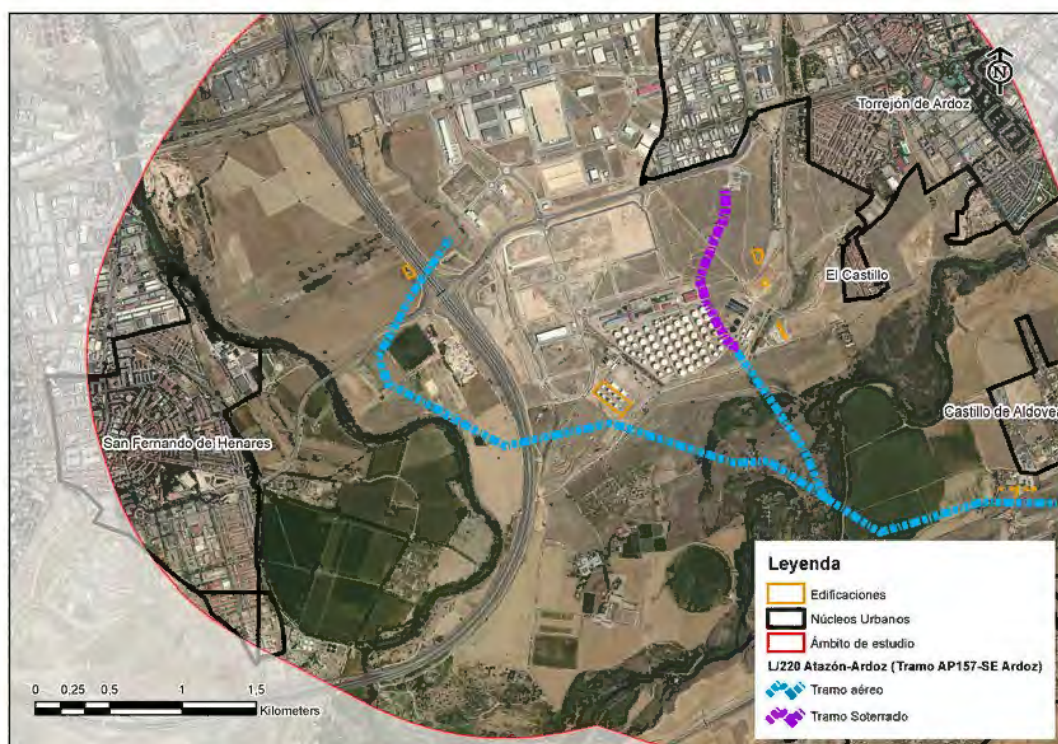 N
Torrejón de Ardoz
El Castillo
Castillo de Aldove
San Fernando de Henares
Leyenda
Edificaciones
Núcleos Urbanos
Ámbito de estudio
L/220 Atazón-Ardoz (Tramo AP157-SE Ardoz)
Tramo aéreo
Tramo Soterrado
0 0,25 0,5 1 1,5
Kilometers